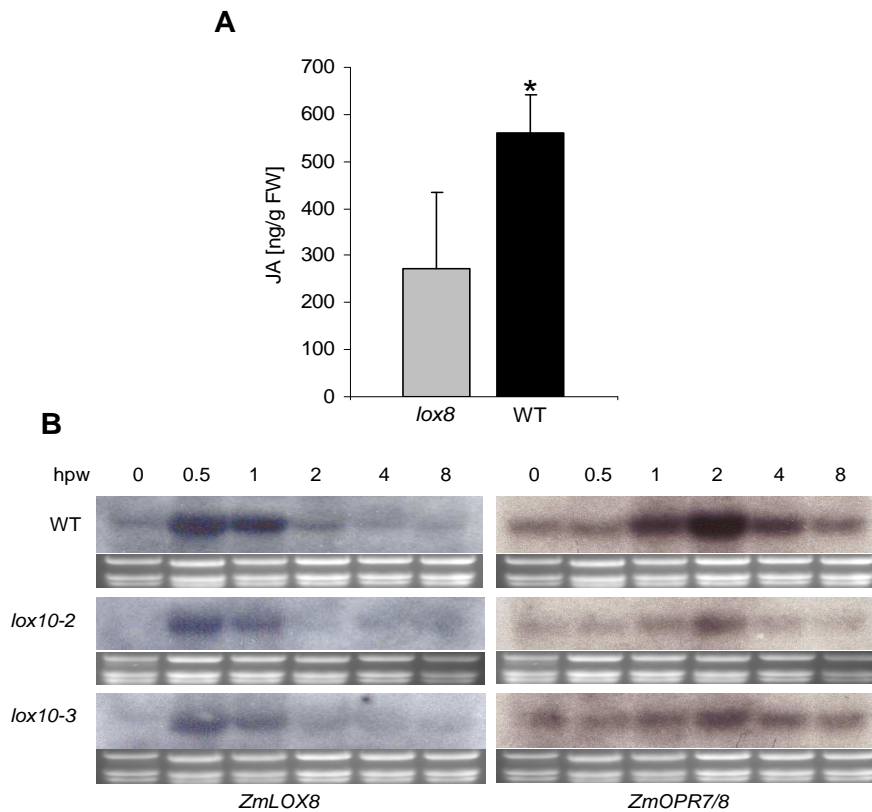 A
JA [ng/g FW]
700
600
500
400
300
200
100
0
*
lox8 WT
B
hpw 0 0.5 1 2 4 8 0 0.5 1 2 4 8
WT
lox10-2
lox10-3
ZmLOX8 ZmOPR7/8